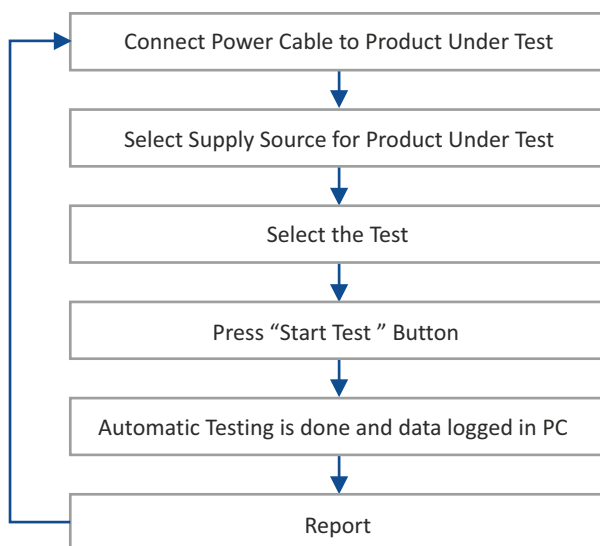 Connect Power Cable to Product Under Test
Select Supply Source for Product Under Test
Select the Test
Press “Start Test ” Button
Automatic Testing is done and data logged in PC
Report